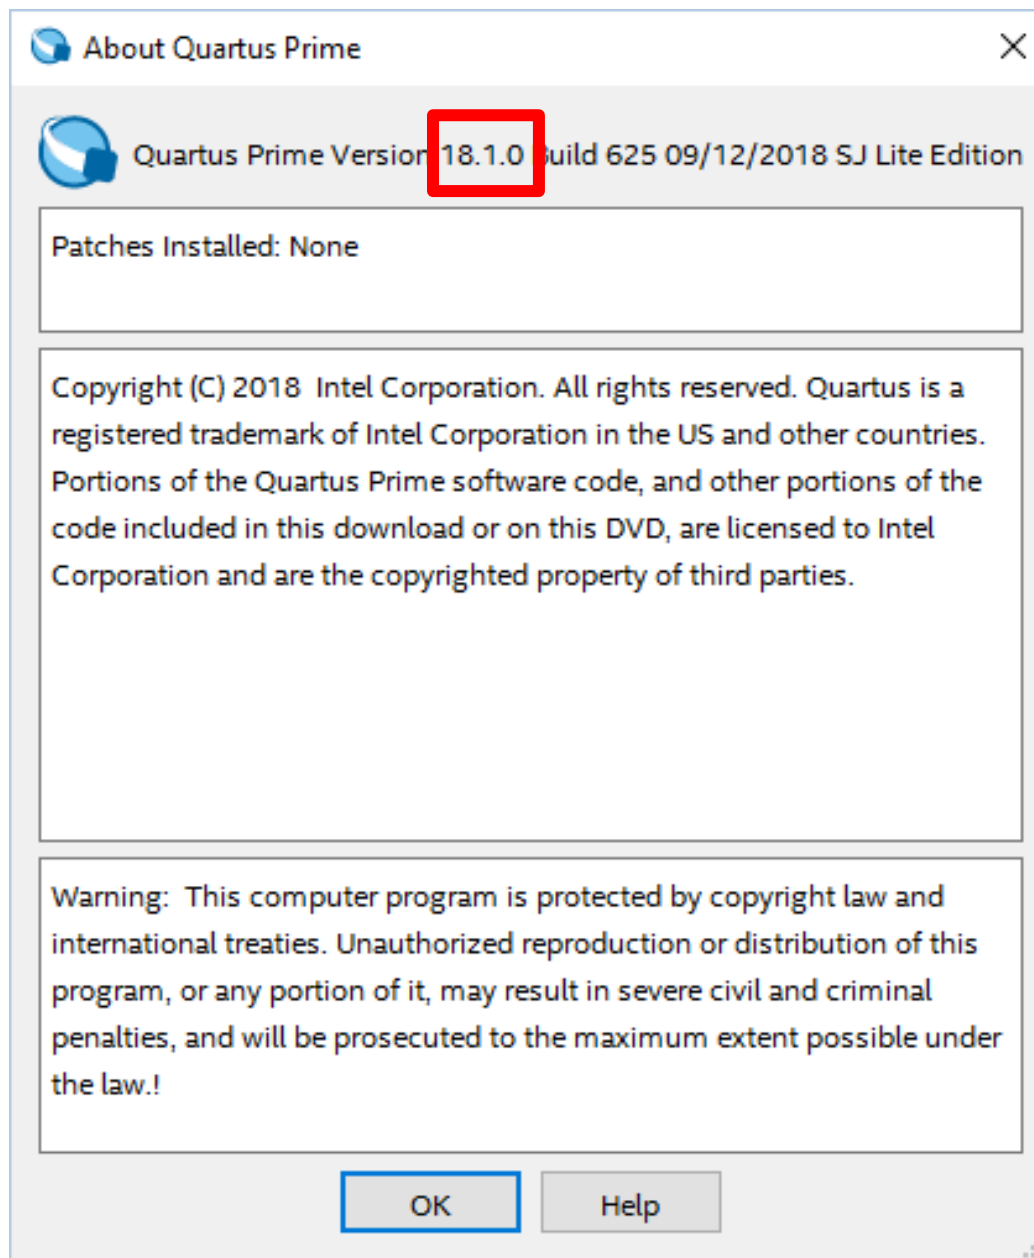 About Quartus Prime
Quartus Prime Version 18.1.0 Build 625 09/12/2018 SJ Lite Edition
Patches Installed: None
Copyright (C) 2018  Intel Corporation. All rights reserved. Quartus is a
registered trademark of Intel Corporation in the US and other countries.
Portions of the Quartus Prime software code, and other portions of the
code included in this download or on this DVD, are licensed to Intel
Corporation and are the copyrighted property of third parties.
Warning:  This computer program is protected by copyright law and
international treaties. Unauthorized reproduction or distribution of this
program, or any portion of it, may result in severe civil and criminal
penalties, and will be prosecuted to the maximum extent possible under
the law.!
OK
Help